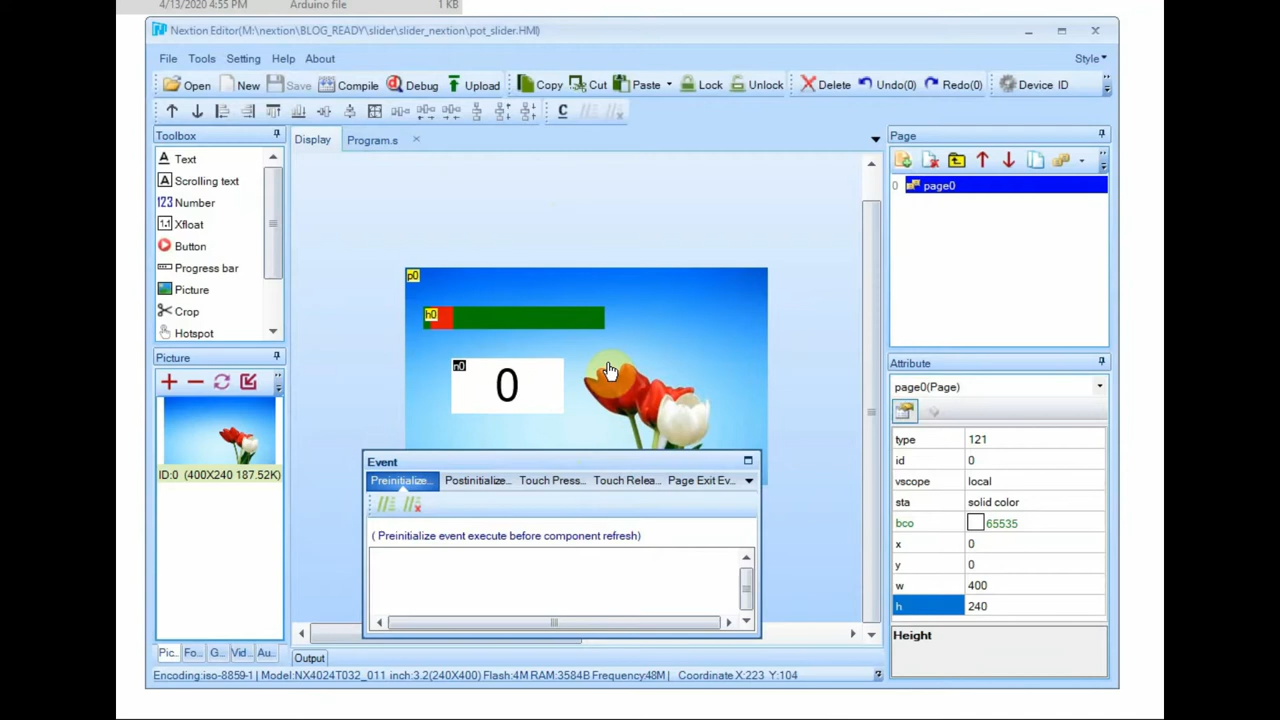 4/13/2020 4:55 PM Arduino file 1 KB
Nextion Editor(M:\nextion\BLOG_READY\slider\slider_nextion\pot_slider.HMI)
File Tools Setting Help About Style
Open New Save Compile Debug Upload Copy Cut Paste Lock Unlock Delete Undo(0) Redo(0) Device ID
C
Toolbox
Display Program.s
Page
A Text
A Scrolling text
123 Number
1.1 Xfloat
Button
Progress bar
Picture
Crop
Hotspot
0 page0
p0
h0
n0
0
Picture
ID:0 (400X240 187.52K)
Pic.. Fo... G... Vid.. Au...
Event
Preinitialize... Postinitialize... Touch Press... Touch Relea... Page Exit Ev...
( Preinitialize event execute before component refresh)
Output
Attribute
page0(Page)
type 121
id 0
vscope local
sta solid color
bco 65535
x 0
y 0
w 400
h 240
Height
Encoding:iso-8859-1 Model:NX4024T032_011 inch:3.2(240X400) Flash:4M RAM:3584B Frequency:48M Coordinate X:223 Y:104